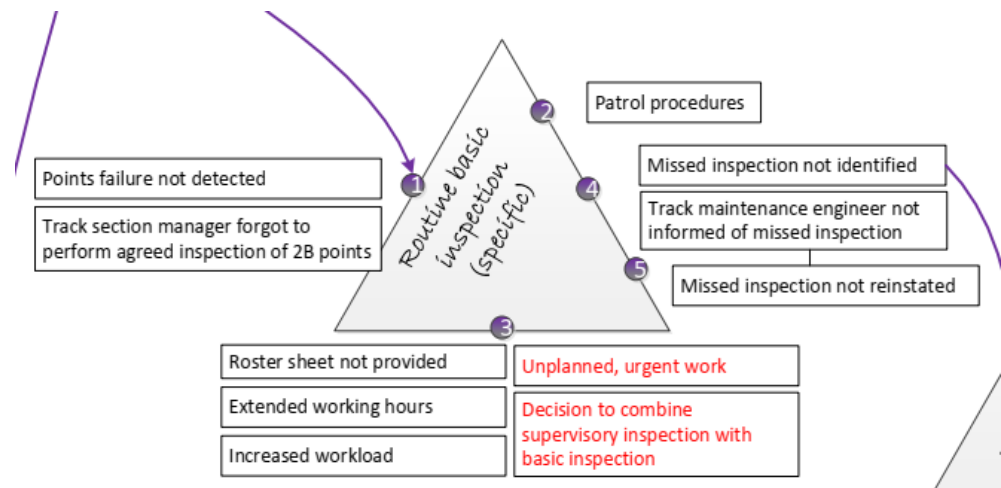 2
Patrol procedures
Points failure not detected
1
Routine basic
inspection
(specific)
4
Missed inspection not identified
Track section manager forgot to
perform agreed inspection of 2B points
Track maintenance engineer not
informed of missed inspection
5
Missed inspection not reinstated
3
Roster sheet not provided
Extended working hours
Increased workload
Unplanned, urgent work
Decision to combine
supervisory inspection with
basic inspection